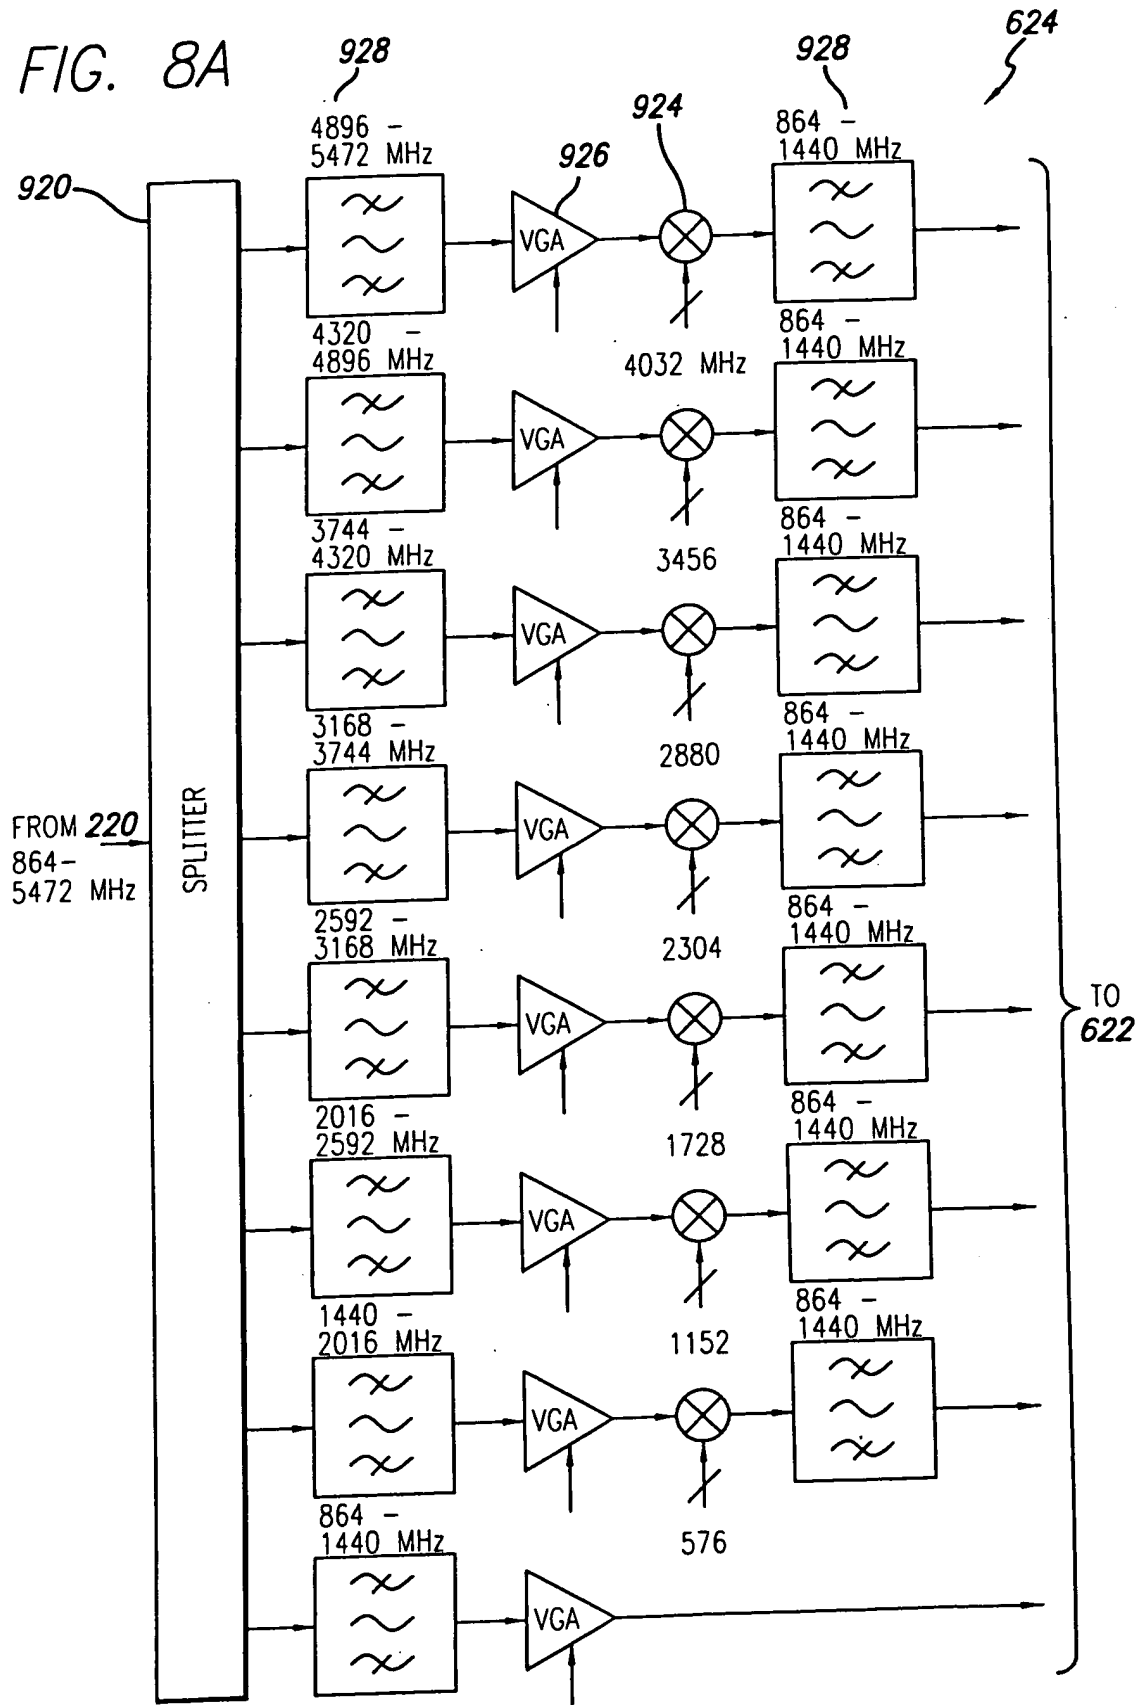 FIG. 8A
928
928
624
924
926
920
4896 -
5472 MHz
864 -
1440 MHz
VGA
4032 MHz
4320 -
4896 MHz
864 -
1440 MHz
VGA
3456
3744 -
4320 MHz
864 -
1440 MHz
VGA
2880
3168 -
3744 MHz
864 -
1440 MHz
VGA
2304
FROM 220
864-
5472 MHz
SPLITTER
2592 -
3168 MHz
864 -
1440 MHz
VGA
1728
TO
622
2016 -
2592 MHz
864 -
1440 MHz
VGA
1152
1440 -
2016 MHz
864 -
1440 MHz
VGA
576
864 -
1440 MHz
VGA